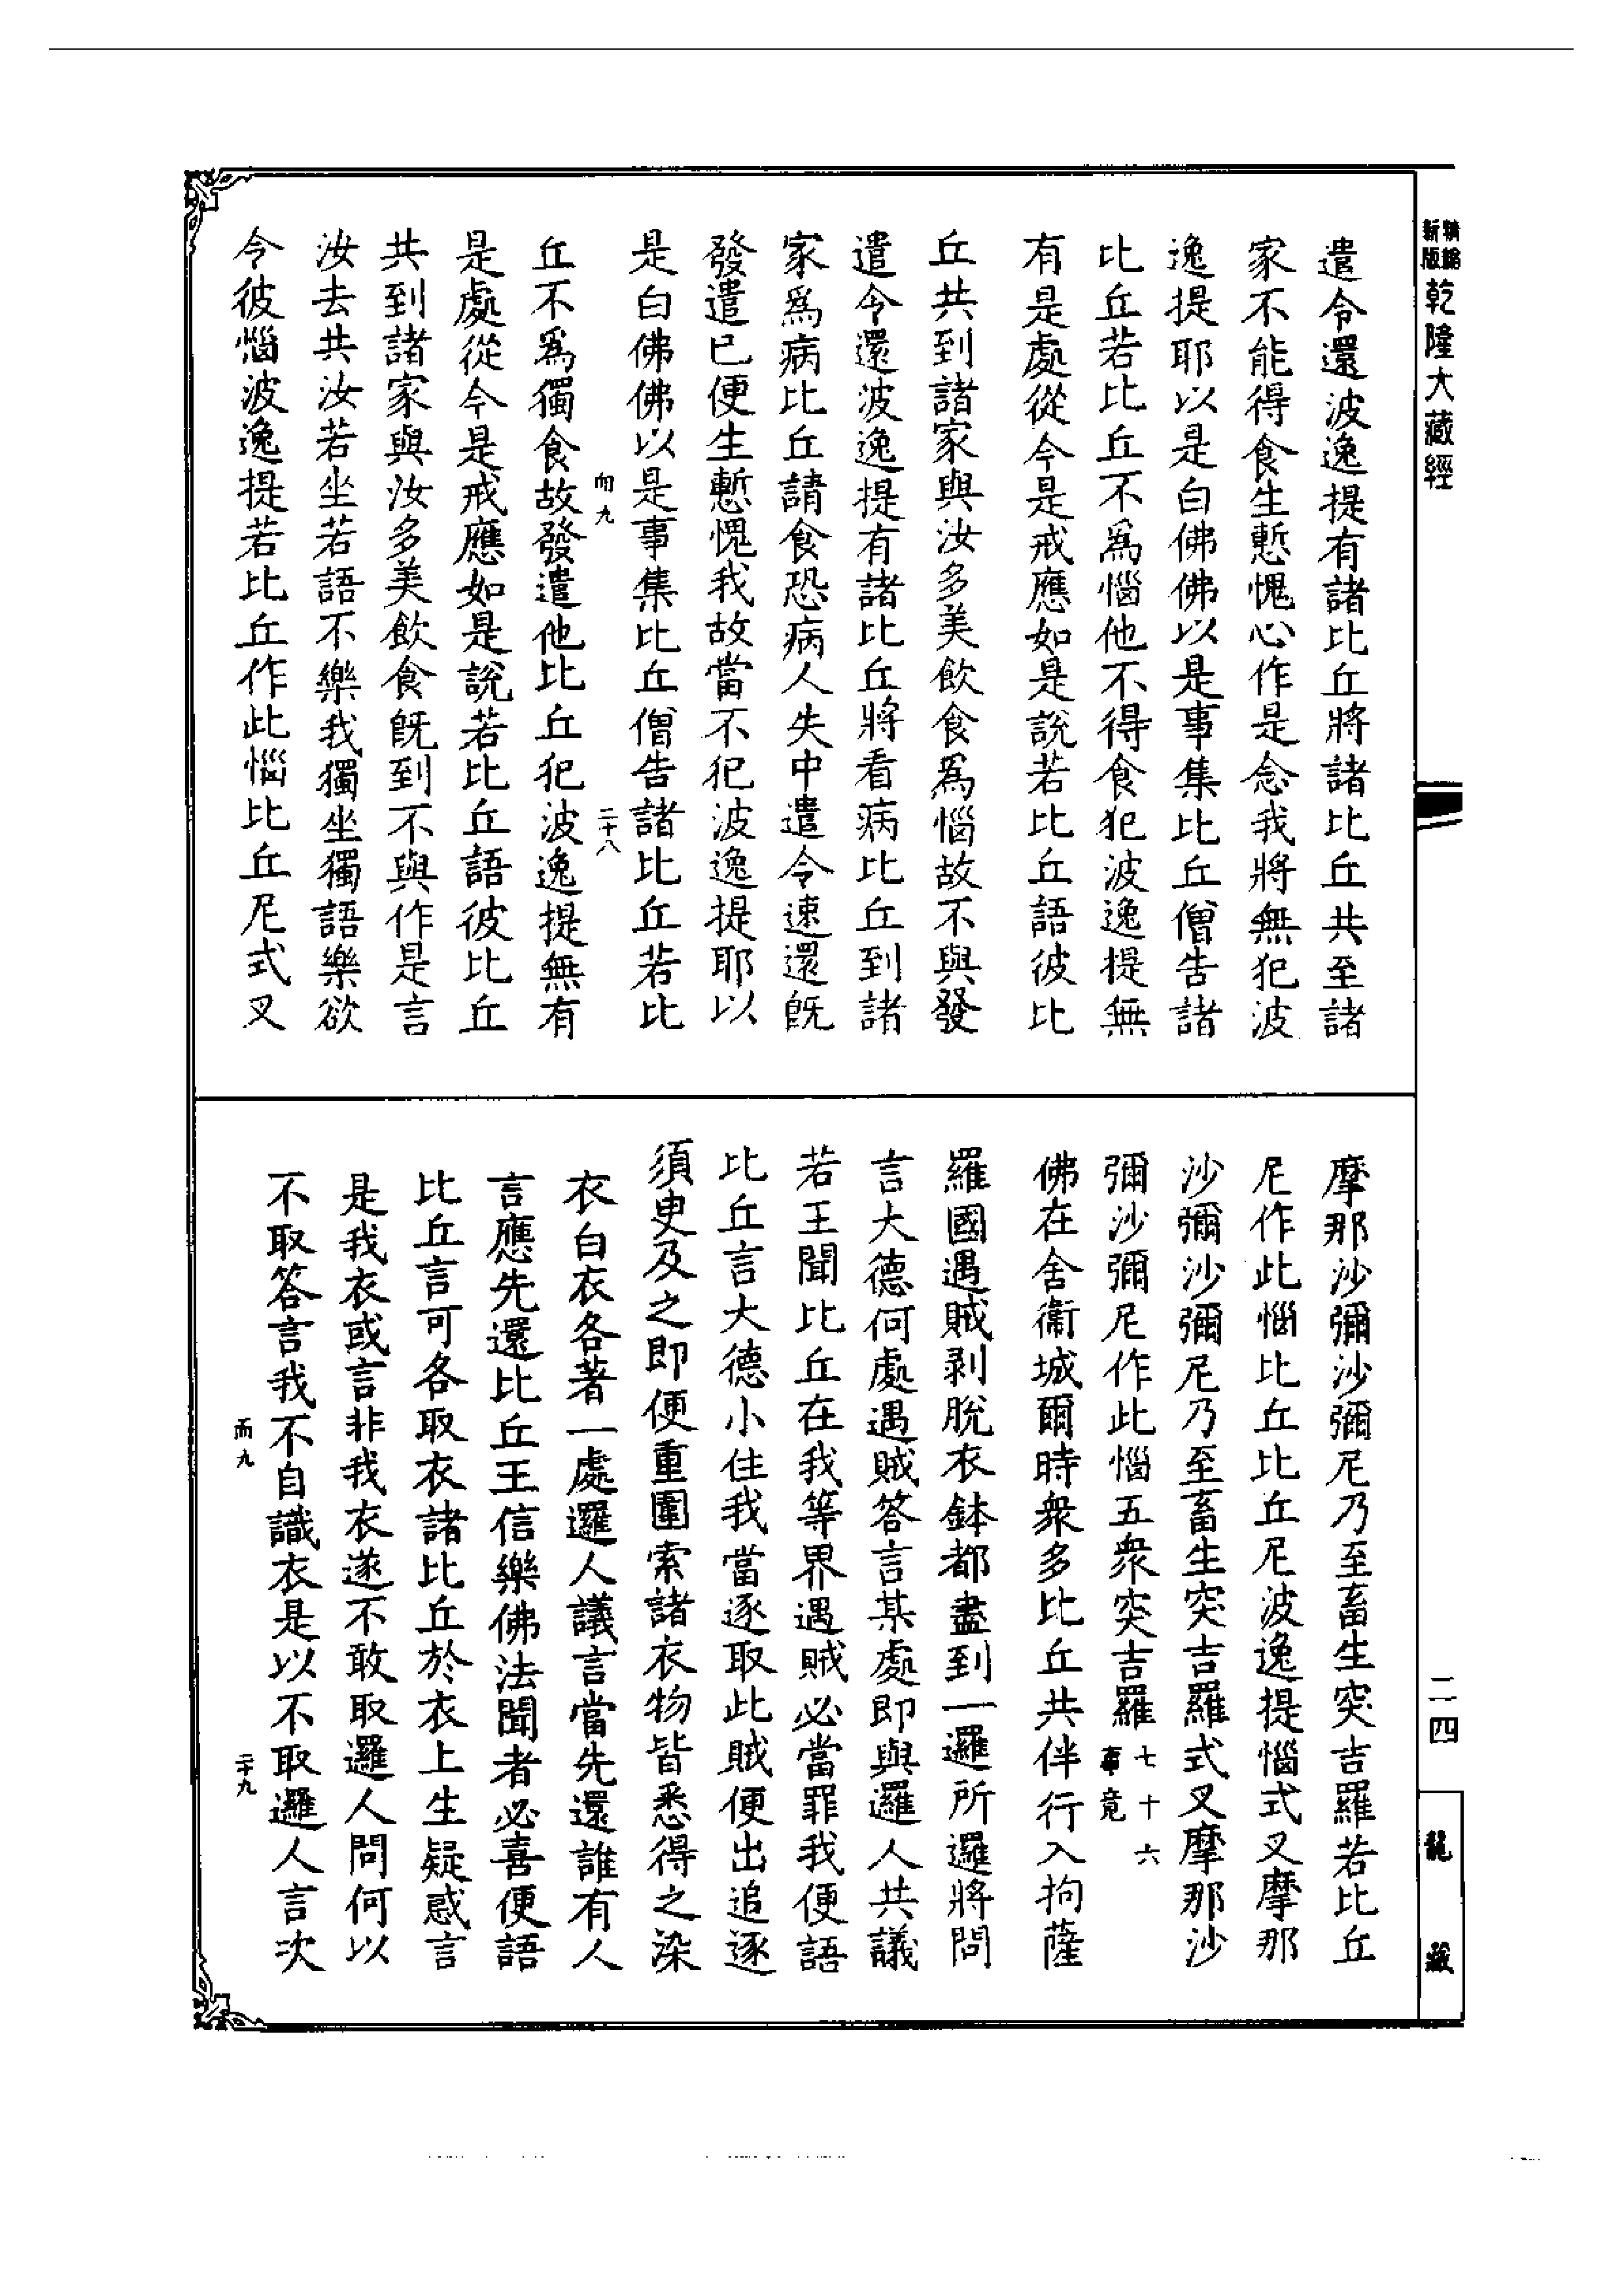 新版精縮乾隆大藏經
遣令還波逸提有諸比丘將諸比丘共至諸
家不能得食生慙愧心作是念我將無犯波
逸提耶以是白佛佛以是事集比丘僧告諸
比丘若比丘不爲惱他不得食犯波逸提無
有是處從今是戒應如是說若比丘語彼比
丘共到諸家與汝多美飲食爲惱故不與發
遣令還波逸提有諸比丘將看病比丘到諸
家爲病比丘請食恐病人失中遣令速還旣
發遣已便生慙愧我故當不犯波逸提耶以
是白佛佛以是事集比丘僧告諸比丘若比
而九
二十八
丘不爲獨食故發遣他比丘犯波逸提無有
是處從今是戒應如是說若比丘語彼比丘
共到諸家與汝多美飲食旣到不與作是言
汝去共汝若坐若語不樂我獨坐獨語樂欲
令彼惱波逸提若比丘作此惱比丘尼式叉
摩那沙彌沙彌尼乃至畜生突吉羅若比丘
尼作此惱比丘比丘尼波逸提惱式叉摩那
沙彌沙彌尼乃至畜生突吉羅式叉摩那沙
彌沙彌尼作此惱五衆突吉羅七十六事竟
佛在舍衞城爾時衆多比丘共伴行入拘薩
羅國遇賊剥脫衣鉢都盡到一邏所邏將問
言大德何處遇賊答言某處即與邏人共議
若王聞比丘在我等界遇賊必當罪我便語
比丘言大德小住我當逐取此賊便出追逐
須臾及之即便重圍索諸衣物皆悉得之染
衣白衣各著一處邏人議言當先還誰有人
言應先還比丘王信樂佛法聞者必喜便語
比丘言可各取衣諸比丘於衣上生疑惑言
是我衣或言非我衣遂不敢取邏人問何以
不取答言我不自識衣是以不取邏人言次
而九
二十九
二四
龍藏